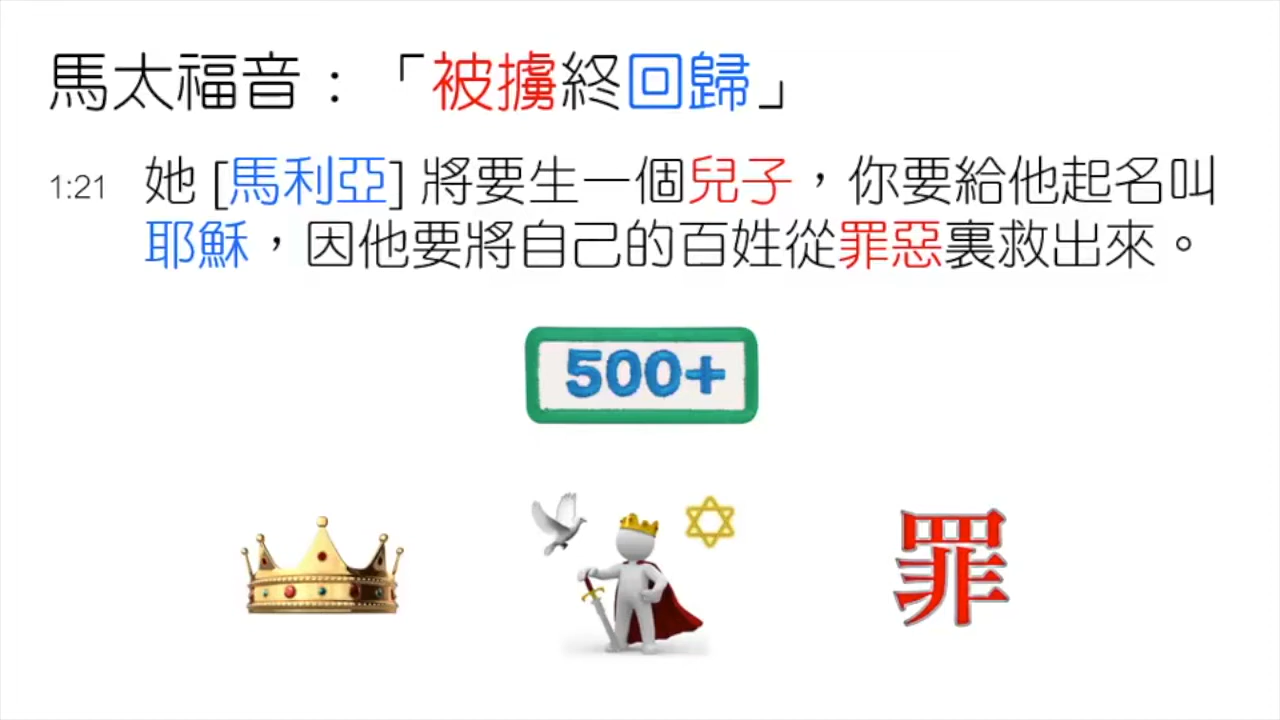 馬太福音：「被擄終回歸」
1:21 她 [馬利亞] 將要生一個兒子，你要給他起名叫
耶穌，因他要將自己的百姓從罪惡裏救出來。
500+
罪